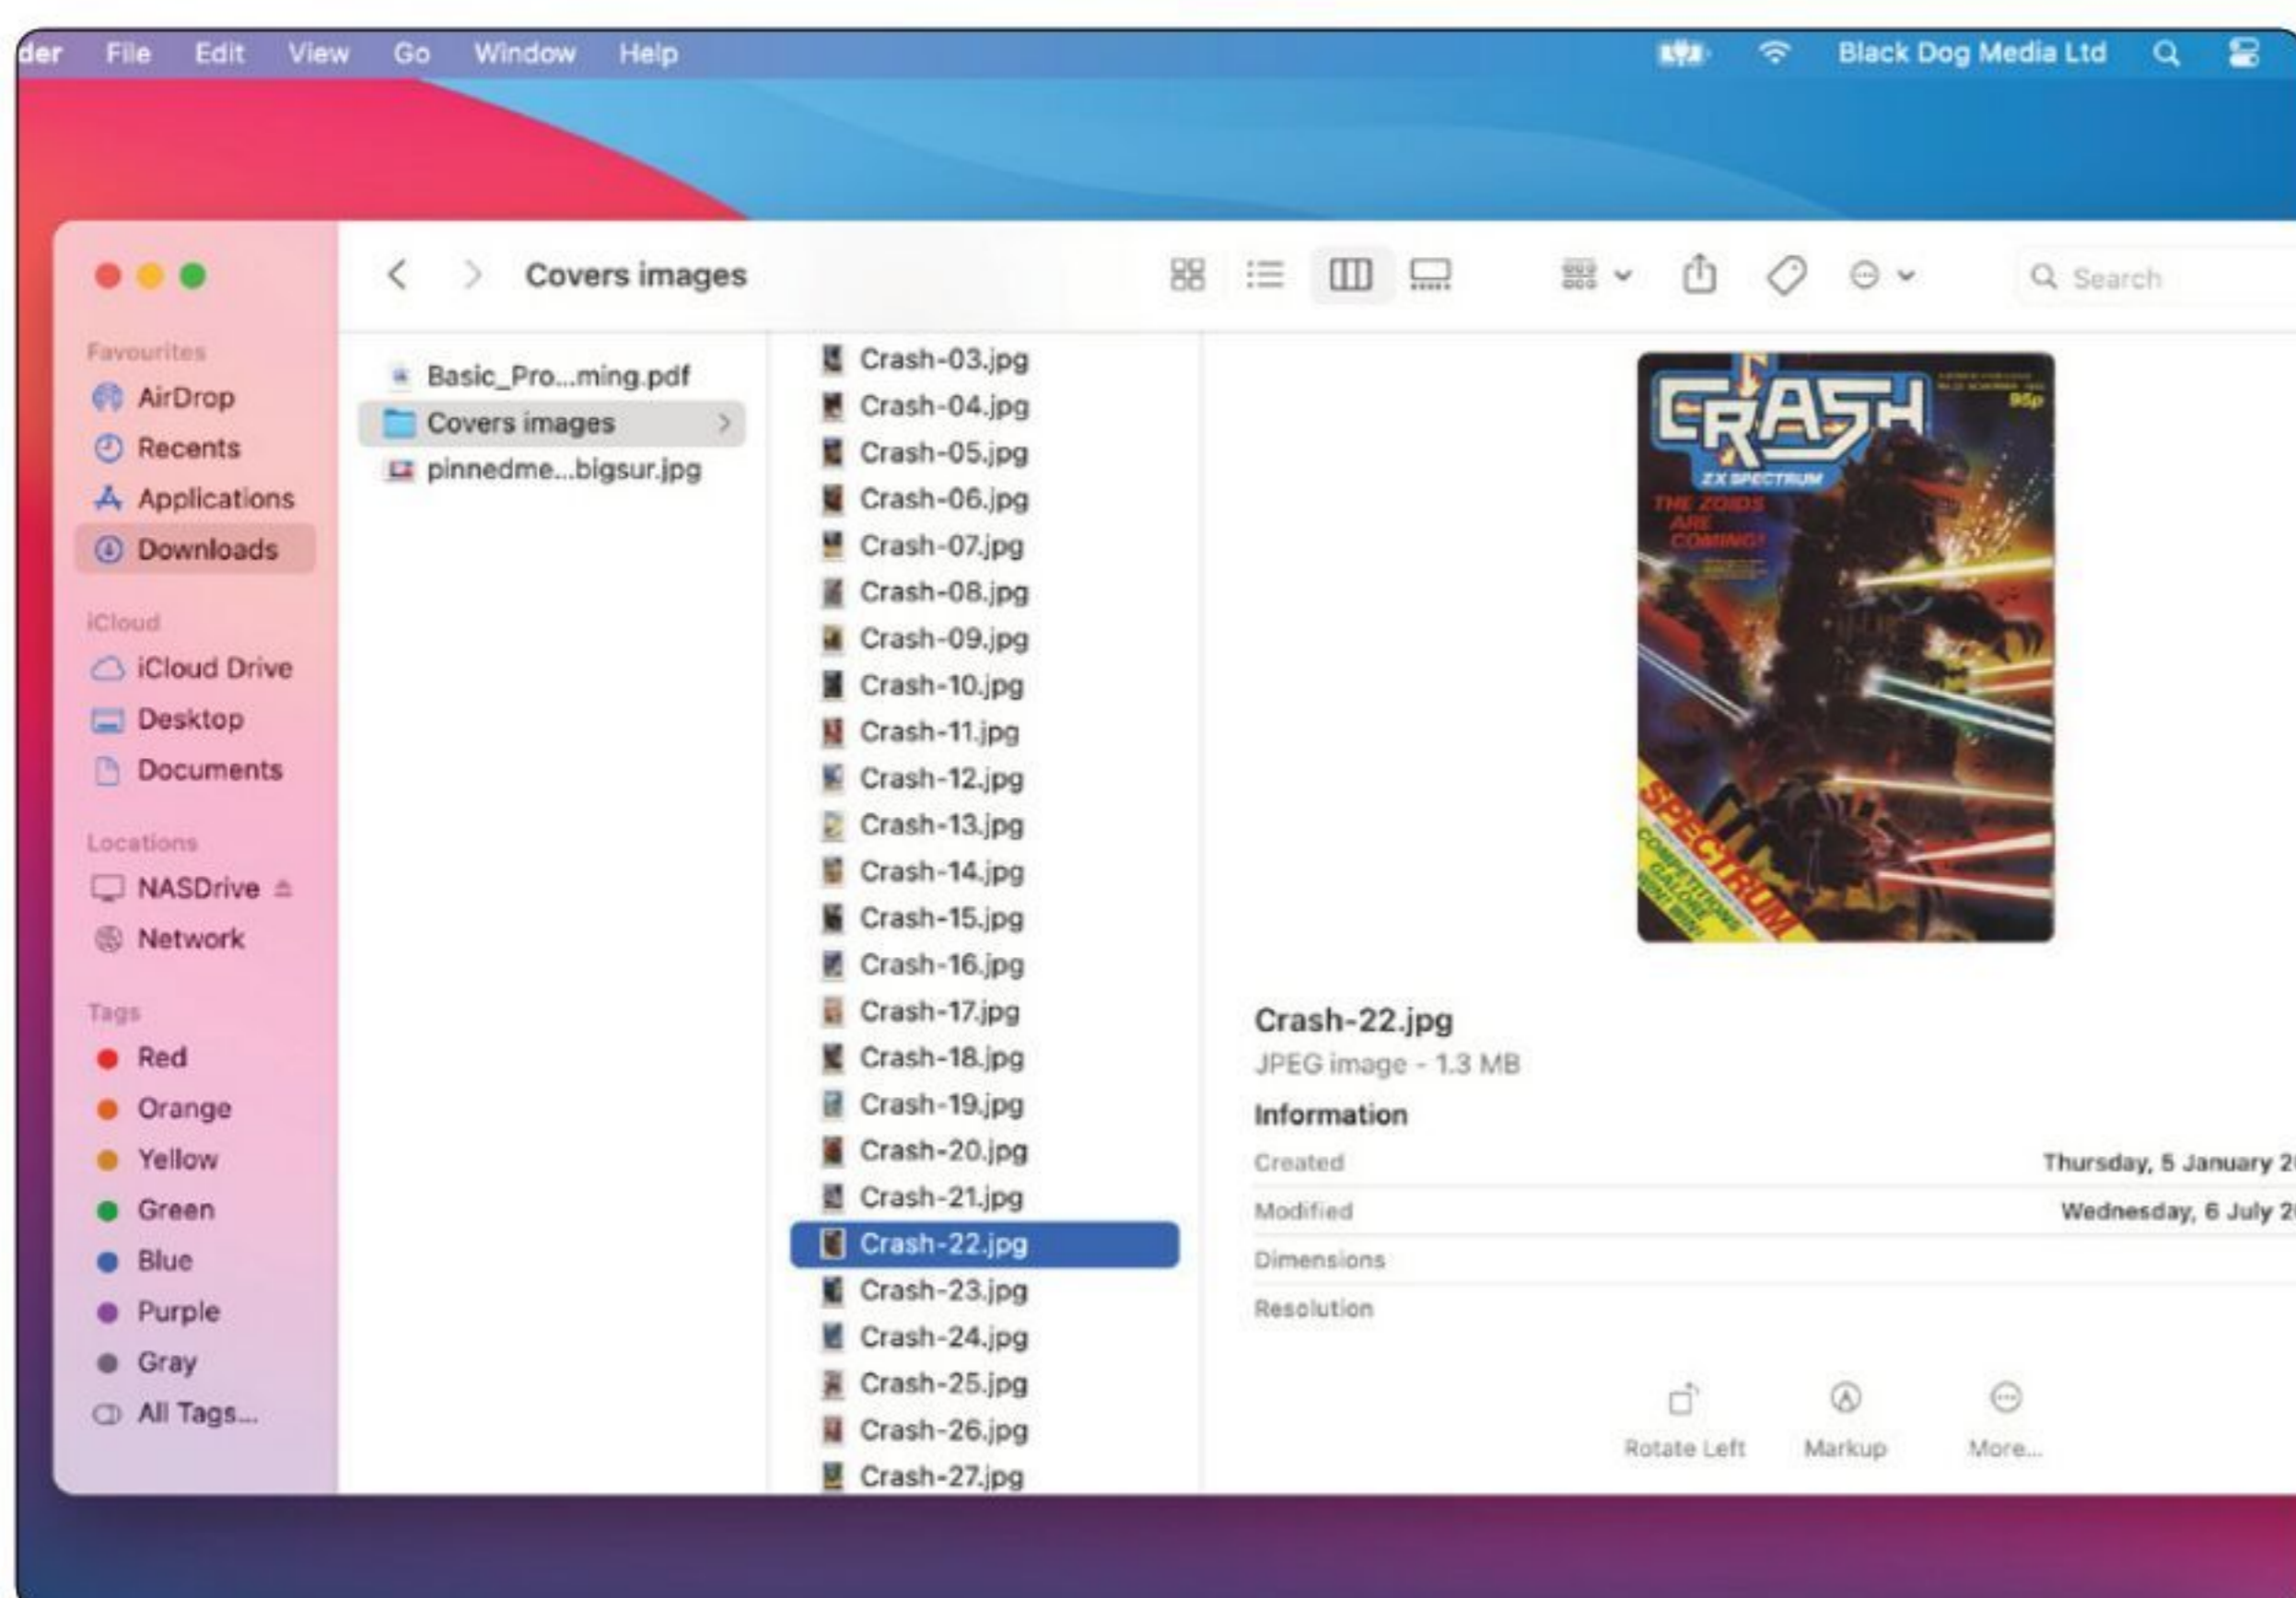 der File Edit View Go Window Help Black Dog Media Ltd
Covers images
Search
Favourites
AirDrop
Recents
Applications
Downloads
iCloud
iCloud Drive
Desktop
Documents
Locations
NASDrive
Network
Tags
Red
Orange
Yellow
Green
Blue
Purple
Gray
All Tags...
Basic_Pro...ming.pdf
Covers images
pinnedme...bigsur.jpg
Crash-03.jpg
Crash-04.jpg
Crash-05.jpg
Crash-06.jpg
Crash-07.jpg
Crash-08.jpg
Crash-09.jpg
Crash-10.jpg
Crash-11.jpg
Crash-12.jpg
Crash-13.jpg
Crash-14.jpg
Crash-15.jpg
Crash-16.jpg
Crash-17.jpg
Crash-18.jpg
Crash-19.jpg
Crash-20.jpg
Crash-21.jpg
Crash-22.jpg
Crash-23.jpg
Crash-24.jpg
Crash-25.jpg
Crash-26.jpg
Crash-27.jpg
CRASH
95p
ZX SPECTRUM
THE ZOIDS
ARE
COMING!
SPECTRUM
COMPETITIONS
GALORE
WIN! WIN!
Crash-22.jpg
JPEG image - 1.3 MB
Information
Created Thursday, 5 January 20
Modified Wednesday, 6 July 20
Dimensions
Resolution
Rotate Left Markup More...